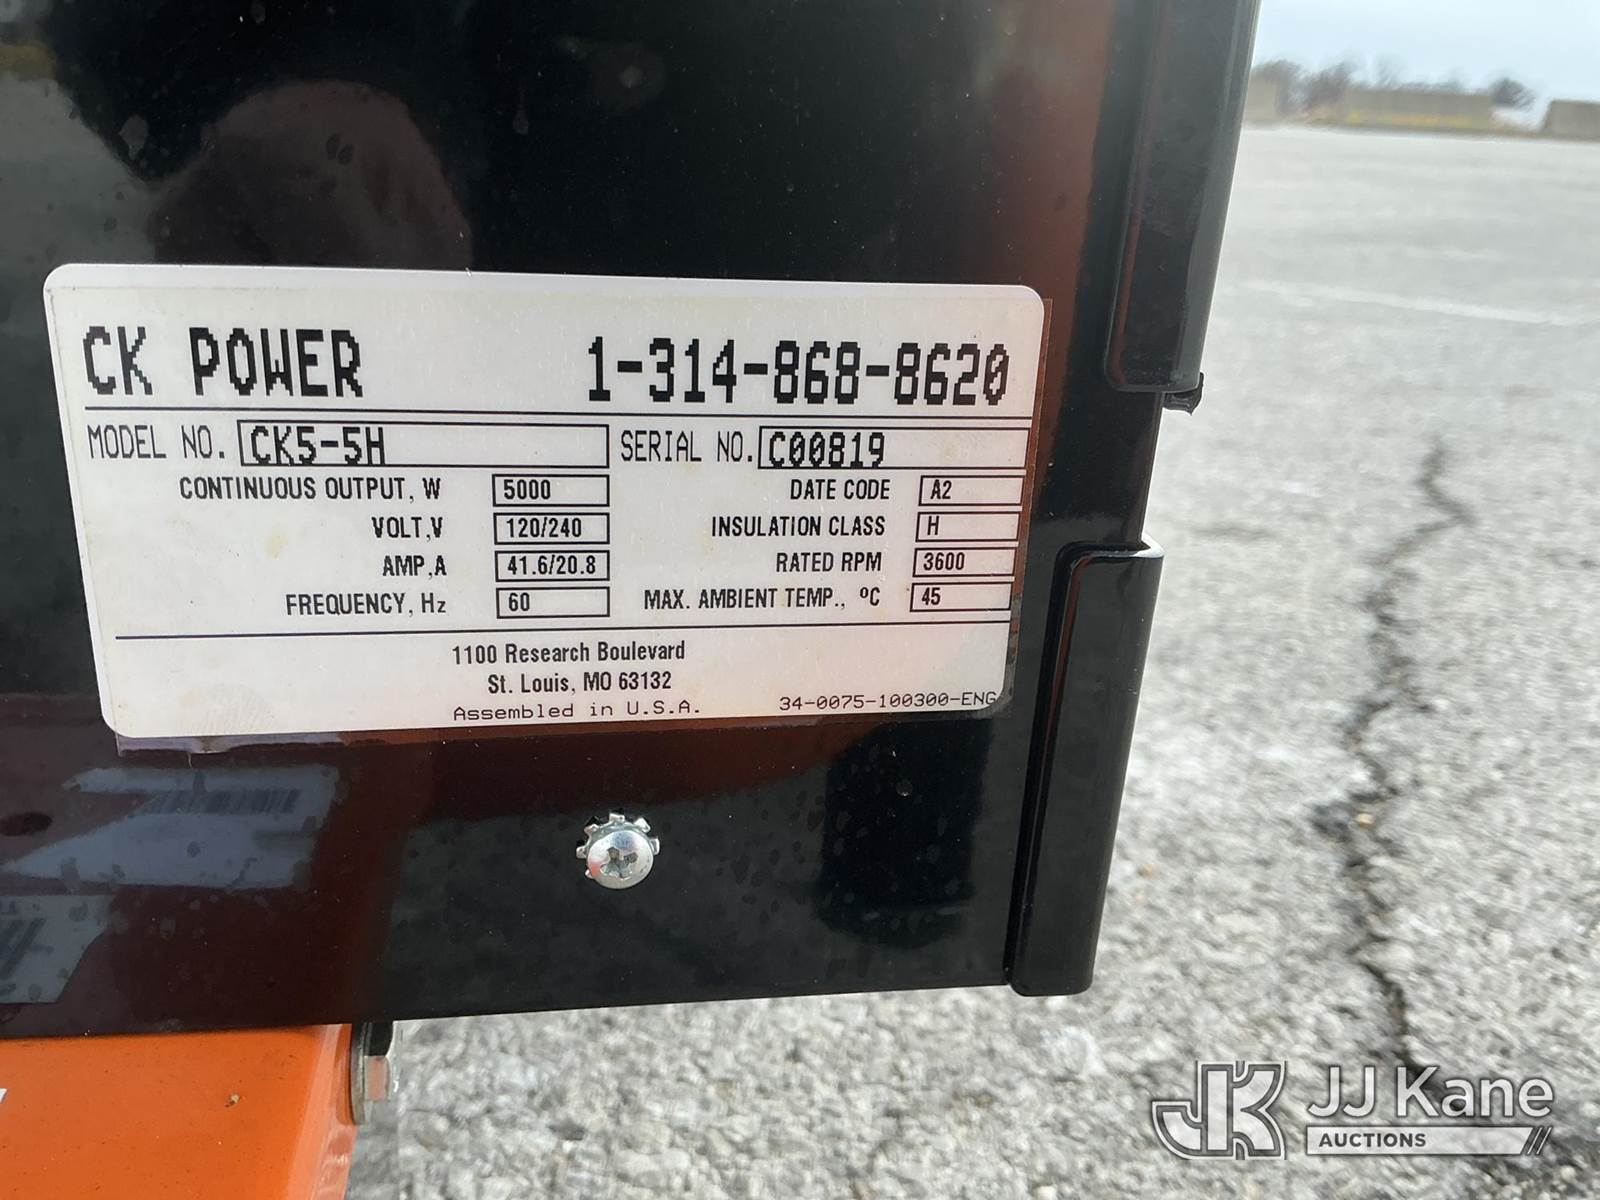 CK POWER 1-314-868-8620
MODEL NO. CK5-5H SERIAL NO. C00819
CONTINUOUS OUTPUT, W 5000 DATE CODE A2
VOLT,V 120/240 INSULATION CLASS H
AMP,A 41.6/20.8 RATED RPM 3600
FREQUENCY, Hz 60 MAX. AMBIENT TEMP., ºC 45
1100 Research Boulevard
St. Louis, MO 63132
Assembled in U.S.A. 34-0075-100300-ENG
JK JJ Kane
AUCTIONS